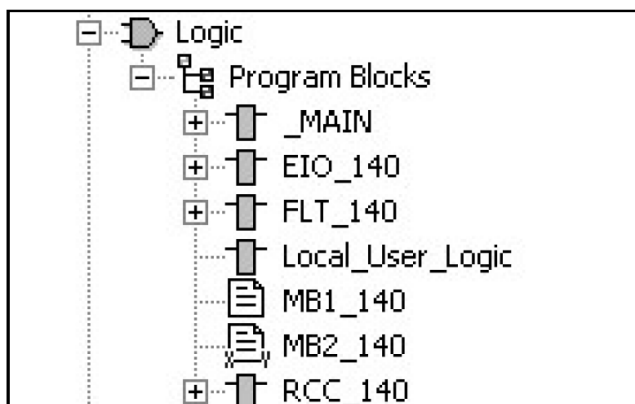 Logic
Program Blocks
_MAIN
EIO_140
FLT_140
Local_User_Logic
MB1_140
MB2_140
RCC_140